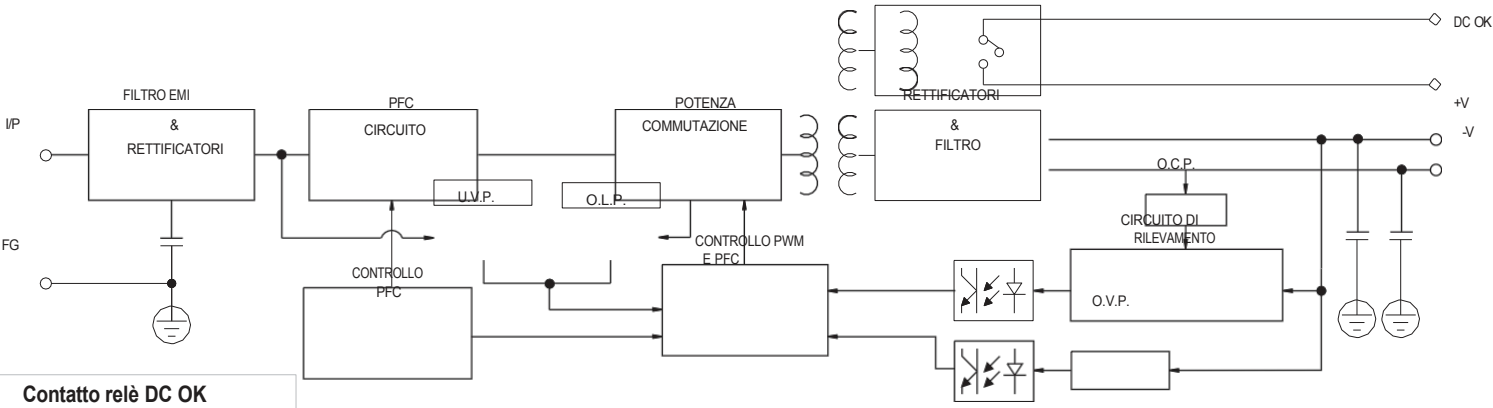 DC OK
FILTRO EMI
&
RETTIFICATORI
PFC
CIRCUITO
POTENZA
COMMUTAZIONE
RETTIFICATORI
&
FILTRO
+V
-V
I/P
U.V.P.
O.L.P.
O.C.P.
CIRCUITO DI
RILEVAMENTO
FG
CONTROLLO
PFC
CONTROLLO PWM
E PFC
O.V.P.
Contatto relè DC OK